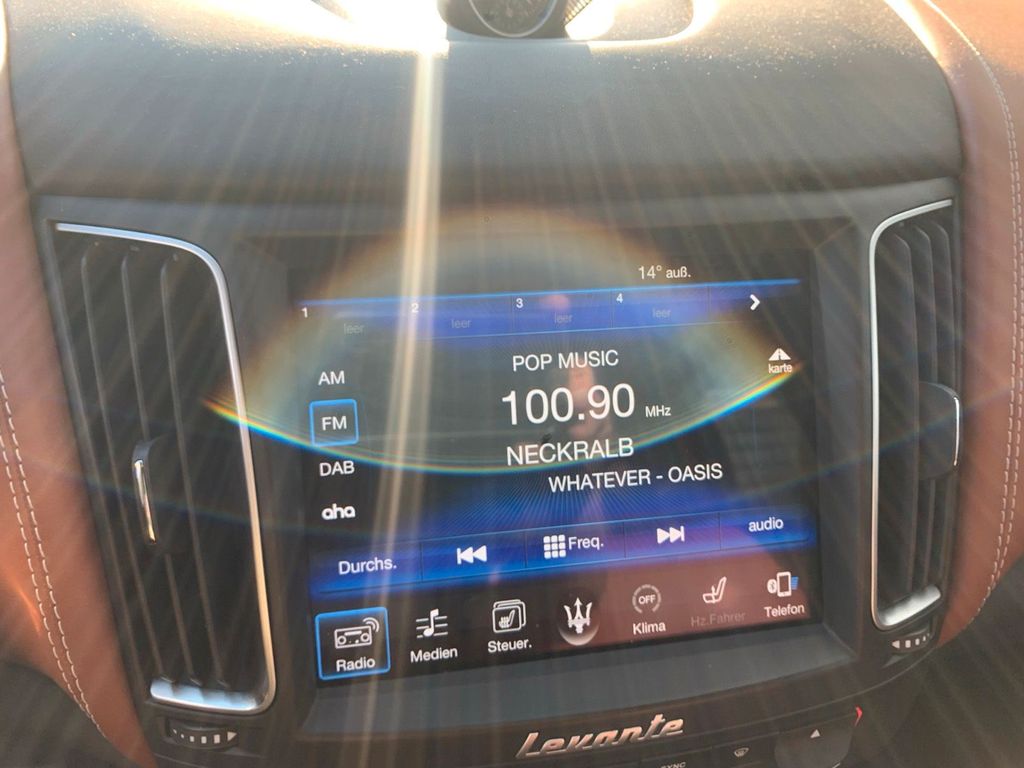 14° auß.
1 leer 2 leer 3 leer 4 leer
karte
AM
FM
DAB
aha
POP MUSIC
100.90 MHz
NECKRALB
WHATEVER - OASIS
Durchs. Freq. audio
Radio Medien Steuer. OFF Klima Hz.Fahrer Telefon
Levante
SYNC